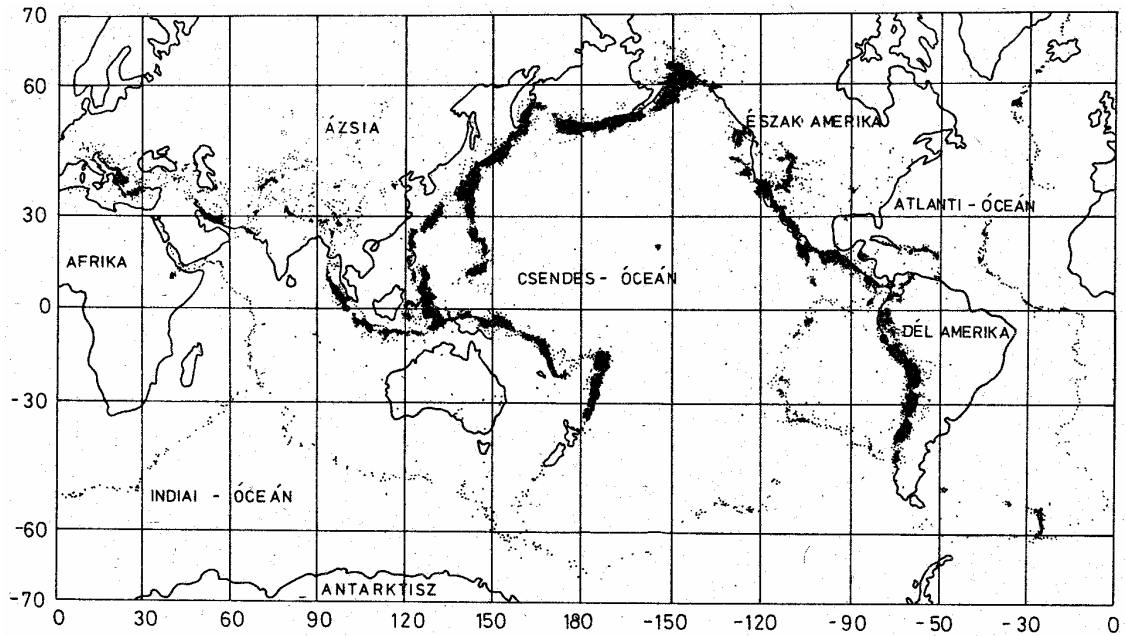 70
60
30
0
-30
-60
-70
ÁZSIA
ÉSZAK AMERIKA
AFRIKA
ATLANTI - ÓCEÁN
CSENDES - ÓCEÁN
DÉL AMERIKA
INDIAI - ÓCEÁN
ANTARKTISZ
0 30 60 90 120 150 180 -150 -120 -90 -60 -30 0